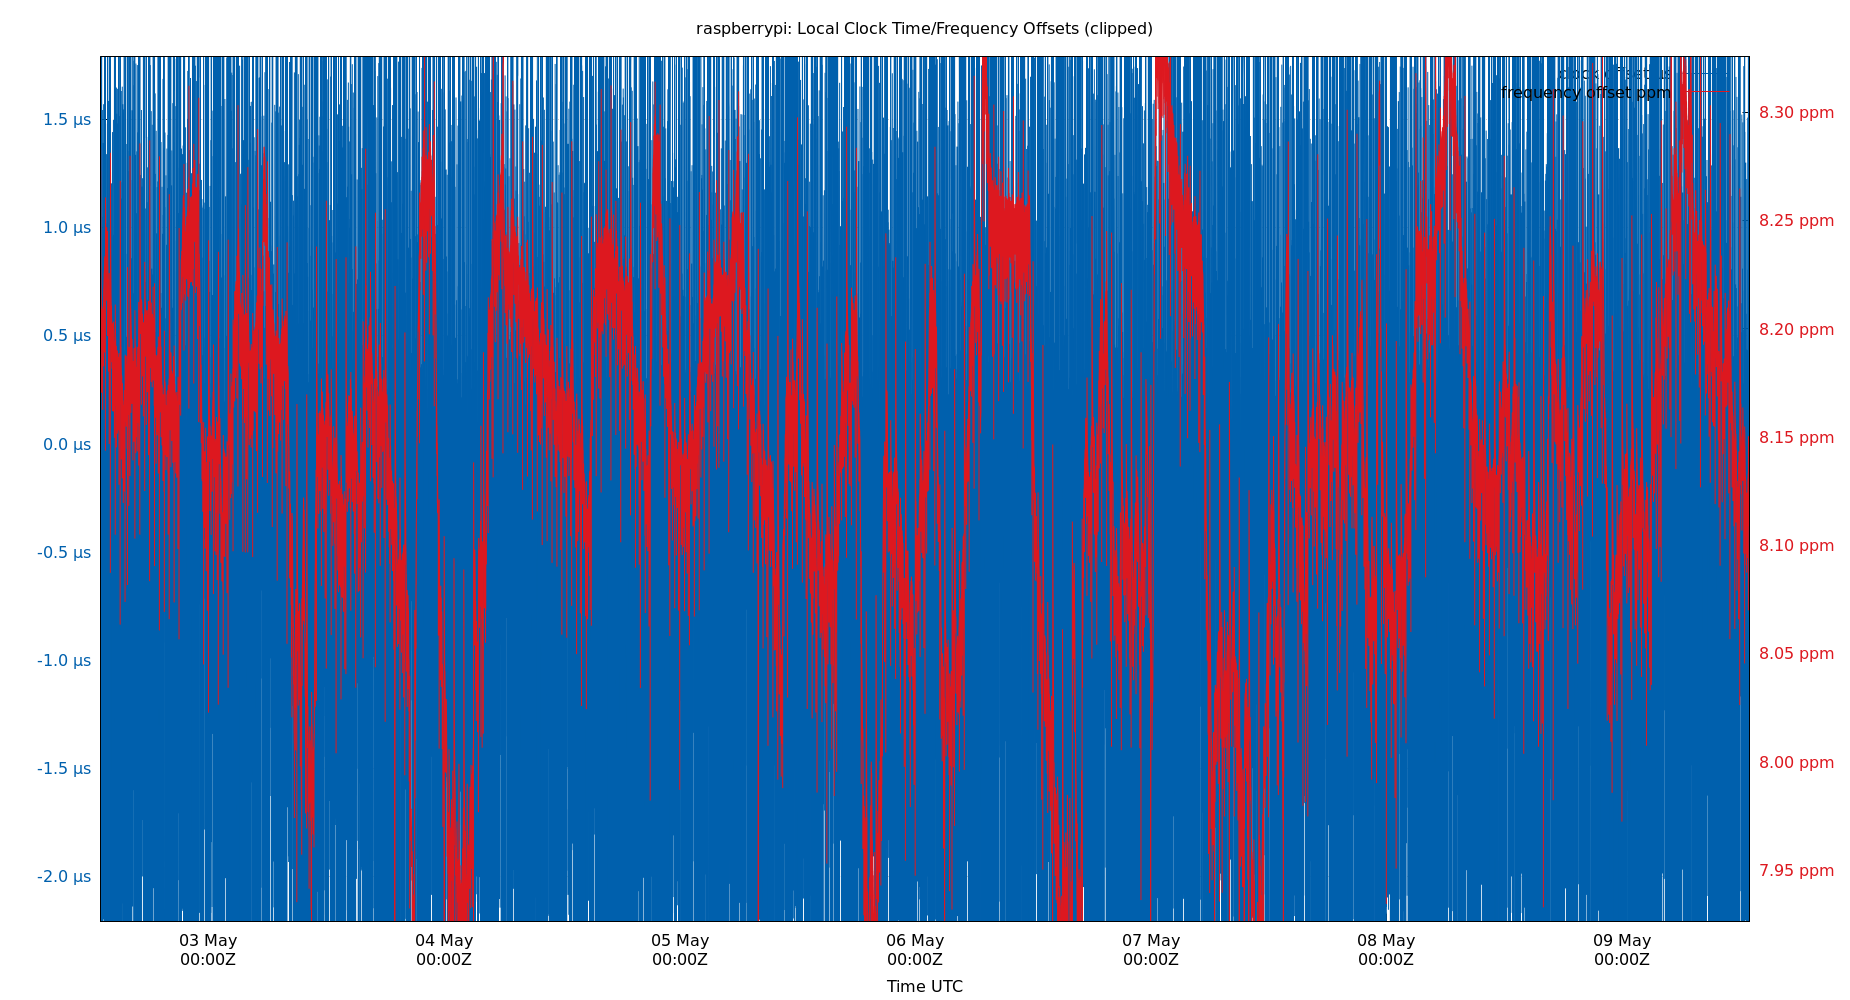 raspberrypi: Local Clock Time/Frequency Offsets (clipped)
clock offset us
frequency offset ppm
1.5 µs
1.0 µs
0.5 µs
0.0 µs
-0.5 µs
-1.0 µs
-1.5 µs
-2.0 µs
8.30 ppm
8.25 ppm
8.20 ppm
8.15 ppm
8.10 ppm
8.05 ppm
8.00 ppm
7.95 ppm
03 May 04 May 05 May 06 May 07 May 08 May 09 May
00:00Z 00:00Z 00:00Z 00:00Z 00:00Z 00:00Z 00:00Z
Time UTC